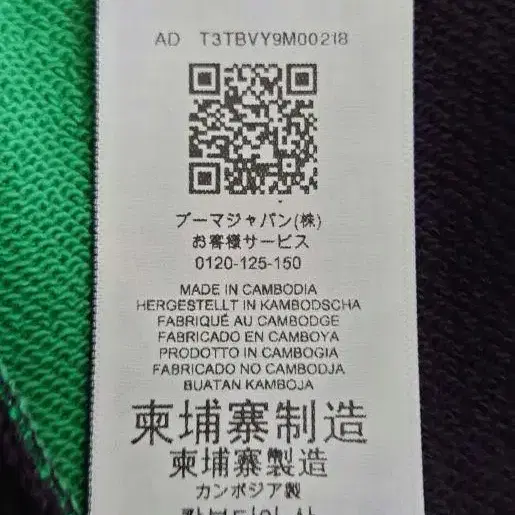 AD T3TBVY9M00218
プーマジャパン(株)
お客様サービス
0120-125-150
MADE IN CAMBODIA
HERGESTELLT IN KAMBODSCHA
FABRIQUÉ AU CAMBODGE
FABRICADO EN CAMBOYA
PRODOTTO IN CAMBOGIA
FABRICADO NO CAMBODJA
BUATAN KAMBOJA
柬埔寨制造
柬埔寨製造
カンボジア製